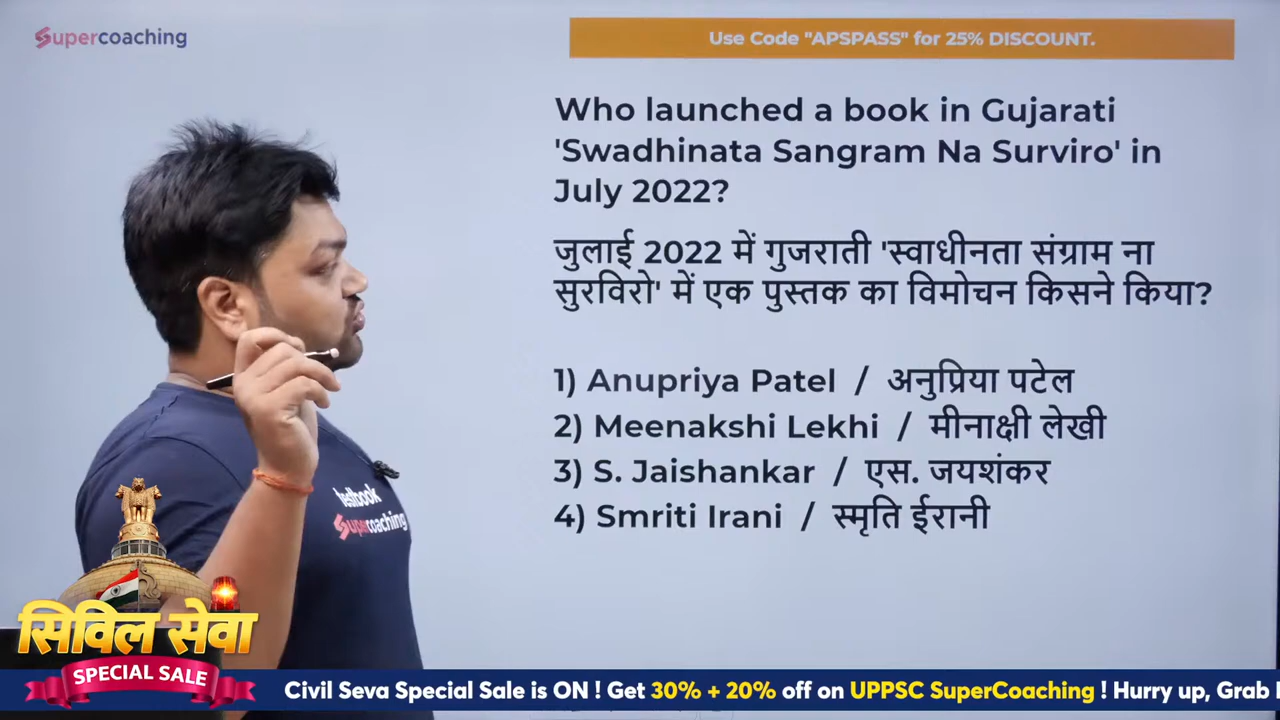 Supercoaching
Use Code "APSPASS" for 25% DISCOUNT.
Who launched a book in Gujarati
'Swadhinata Sangram Na Surviro' in
July 2022?
जुलाई 2022 में गुजराती 'स्वाधीनता संग्राम ना
सुरविरो' में एक पुस्तक का विमोचन किसने किया?
1) Anupriya Patel / अनुप्रिया पटेल
2) Meenakshi Lekhi / मीनाक्षी लेखी
3) S. Jaishankar / एस. जयशंकर
4) Smriti Irani / स्मृति ईरानी
testbook
Supercoaching
सिविल सेवा
SPECIAL SALE
Civil Seva Special Sale is ON ! Get 30% + 20% off on UPPSC SuperCoaching ! Hurry up, Grab